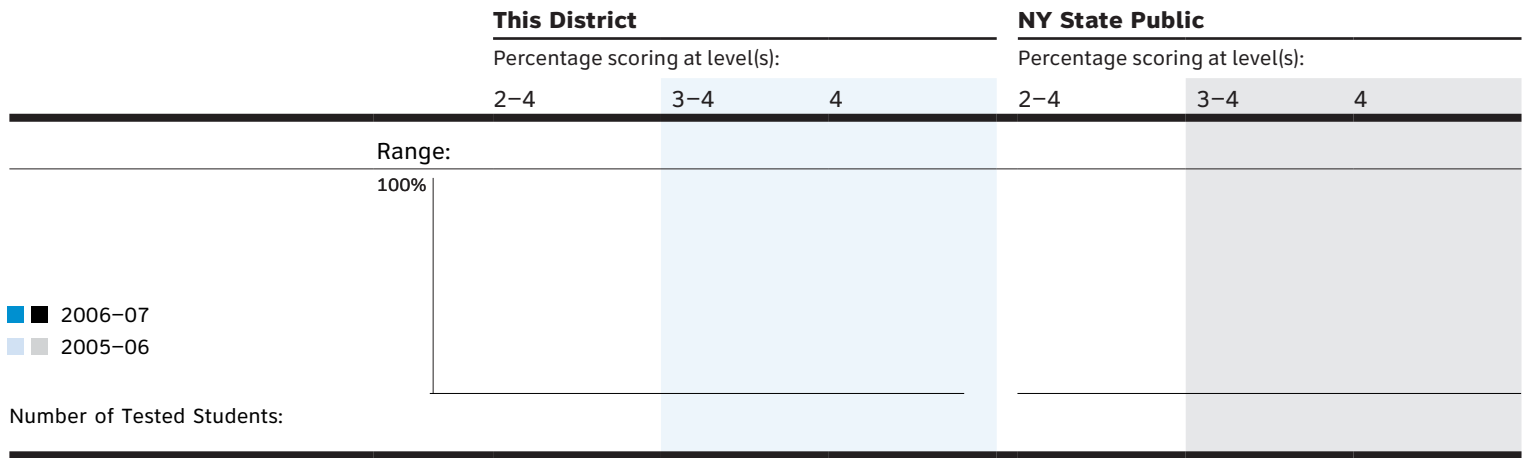 This District NY State Public
Percentage scoring at level(s): Percentage scoring at level(s):
2–4 3–4 4 2–4 3–4 4
Range:
100%
2006–07
2005–06
Number of Tested Students: